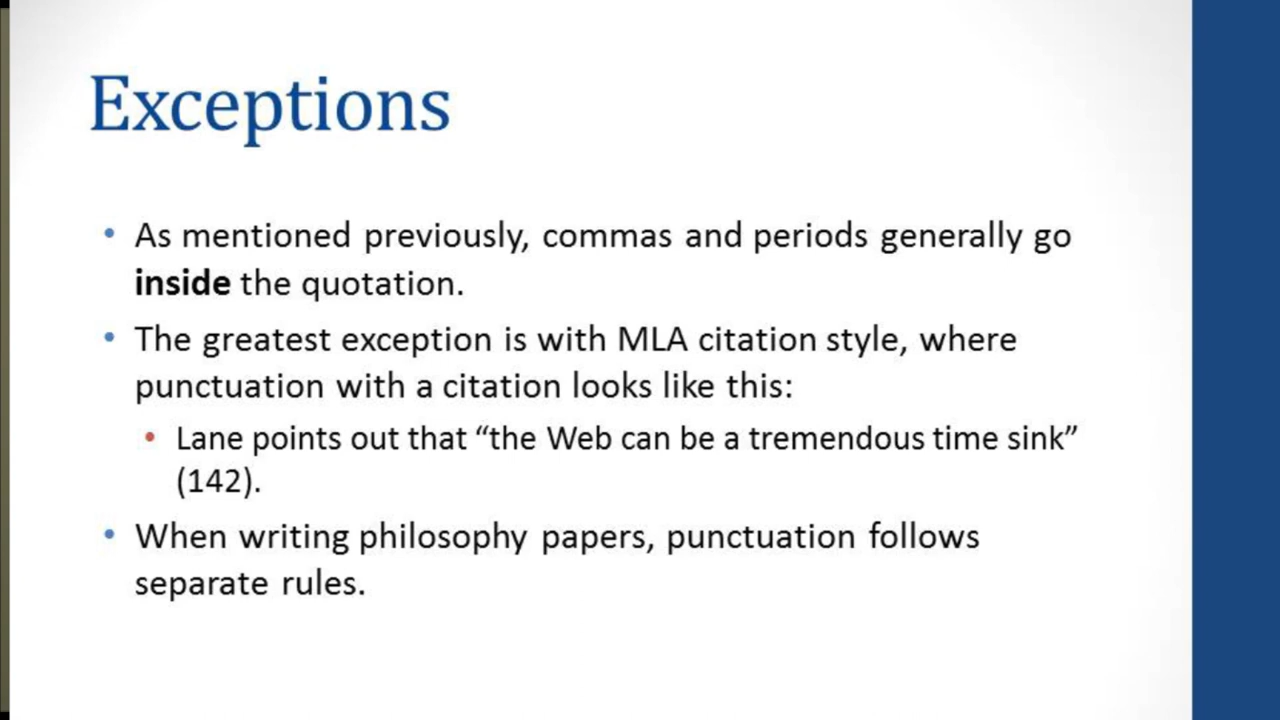 Exceptions
• As mentioned previously, commas and periods generally go
inside the quotation.
• The greatest exception is with MLA citation style, where
punctuation with a citation looks like this:
• Lane points out that “the Web can be a tremendous time sink”
(142).
• When writing philosophy papers, punctuation follows
separate rules.